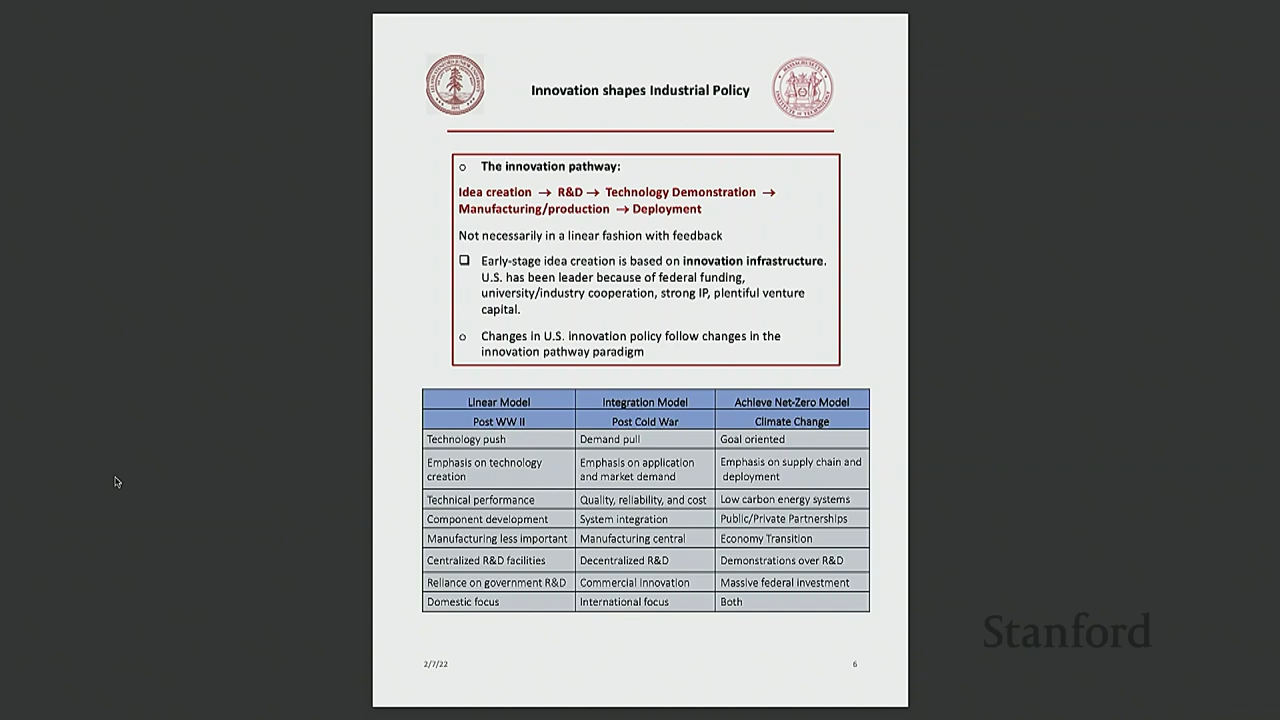 Innovation shapes Industrial Policy
The innovation pathway:
Idea creation → R&D → Technology Demonstration →
Manufacturing/production → Deployment
Not necessarily in a linear fashion with feedback
Early-stage idea creation is based on innovation infrastructure.
U.S. has been leader because of federal funding,
university/industry cooperation, strong IP, plentiful venture
capital.
Changes in U.S. innovation policy follow changes in the
innovation pathway paradigm
Linear Model Integration Model Achieve Net-Zero Model
Post WW II Post Cold War Climate Change
Technology push Demand pull Goal oriented
Emphasis on technology Emphasis on application Emphasis on supply chain and
creation and market demand deployment
Technical performance Quality, reliability, and cost Low carbon energy systems
Component development System integration Public/Private Partnerships
Manufacturing less important Manufacturing central Economy Transition
Centralized R&D facilities Decentralized R&D Demonstrations over R&D
Reliance on government R&D Commercial Innovation Massive federal investment
Domestic focus International focus Both
Stanford
2/7/22 6